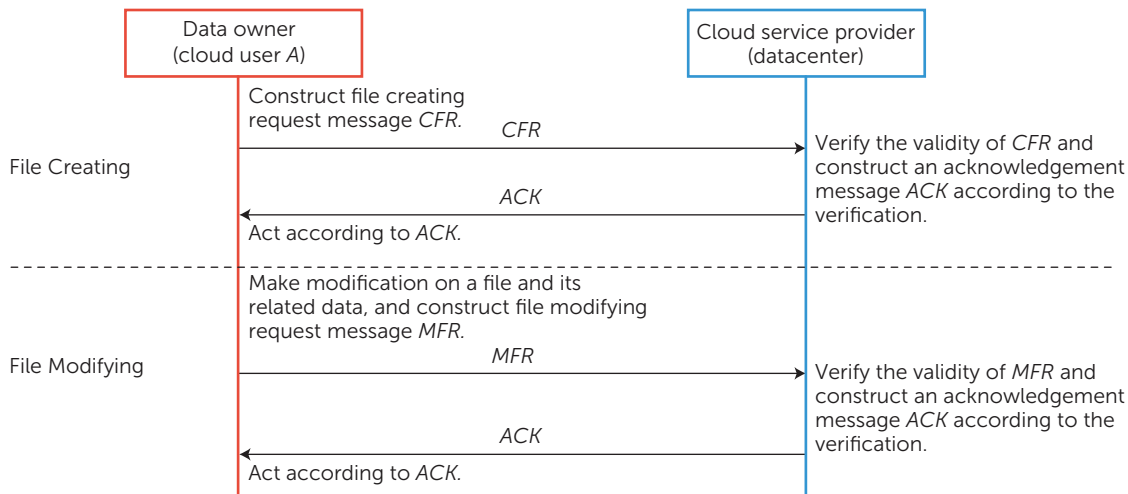 Data owner
(cloud user A)
Cloud service provider
(datacenter)
Construct file creating
request message CFR.
CFR
Verify the validity of CFR and
construct an acknowledgement
message ACK according to the
verification.
File Creating
ACK
Act according to ACK.
Make modification on a file and its
related data, and construct file modifying
request message MFR.
MFR
File Modifying
Verify the validity of MFR and
construct an acknowledgement
message ACK according to the
verification.
ACK
Act according to ACK.